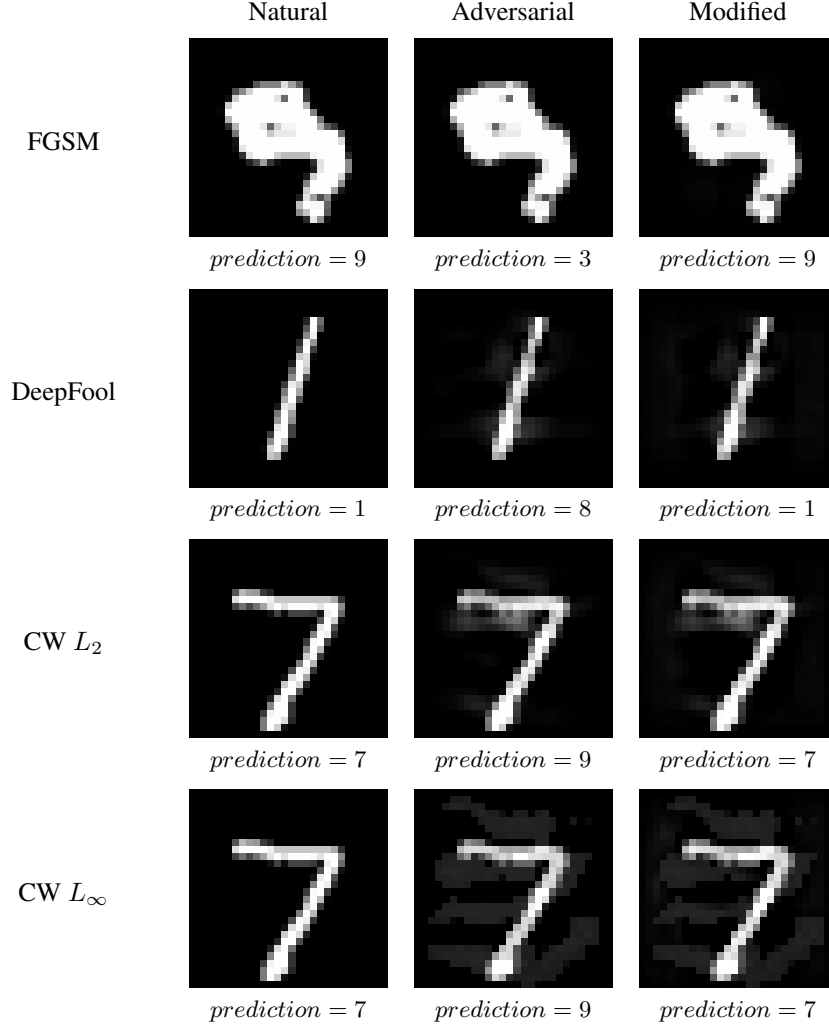 Natural Adversarial Modified
FGSM
prediction = 9 prediction = 3 prediction = 9
DeepFool
prediction = 1 prediction = 8 prediction = 1
CW L₂
prediction = 7 prediction = 9 prediction = 7
CW L∞
prediction = 7 prediction = 9 prediction = 7